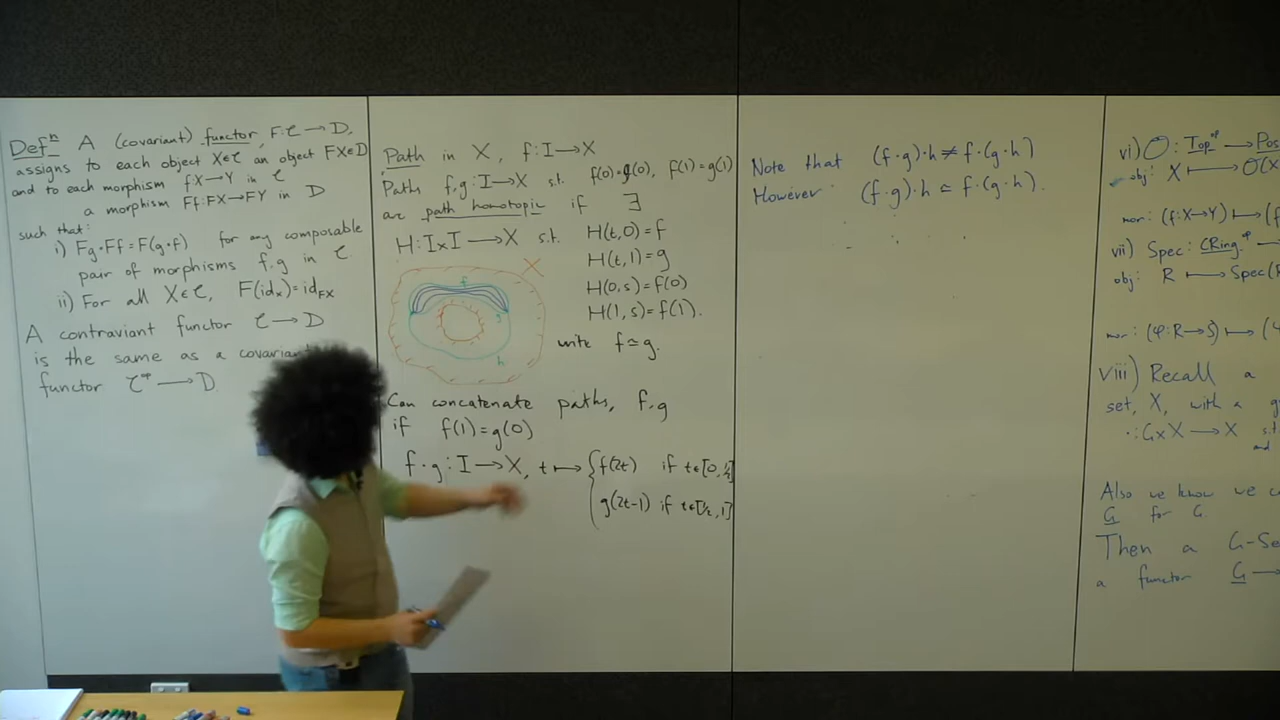 Defⁿ A (covariant) functor, F: C → D,
assigns to each object X∈C an object FX∈D
and to each morphism f:X→Y in C
a morphism Ff: FX→FY in D
such that:
i) Fg∘Ff = F(g∘f) for any composable
pair of morphisms f,g in C.
ii) For all X∈C, F(id_X) = id_FX
A contraviant functor C → D
is the same as a covariant
functor C^op → D
Path in X, f: I → X
Paths f,g: I → X s.t. f(0)=g(0), f(1)=g(1)
are path homotopic if ∃
H: I×I → X s.t. H(t,0) = f
H(t,1) = g
H(0,s) = f(0)
H(1,s) = f(1).
X
f
g
h
write f ≃ g.
Can concatenate paths, f,g
if f(1) = g(0)
f·g: I → X, t ↦ { f(2t) if t∈[0,½]
g(2t-1) if t∈[½,1]
Note that (f·g)·h ≠ f·(g·h)
However (f·g)·h ≃ f·(g·h).
vi) O: Top^op → Pos
obj: X ↦ O(X
mor: (f:X→Y) ↦ (f
vii) Spec: CRing^op →
obj: R ↦ Spec(R
mor: (φ:R→S) ↦ (φ
viii) Recall a
set, X, with a
·: G×X → X s.t.
and
Also we know we c
G for G
Then a G-Se
a functor G →